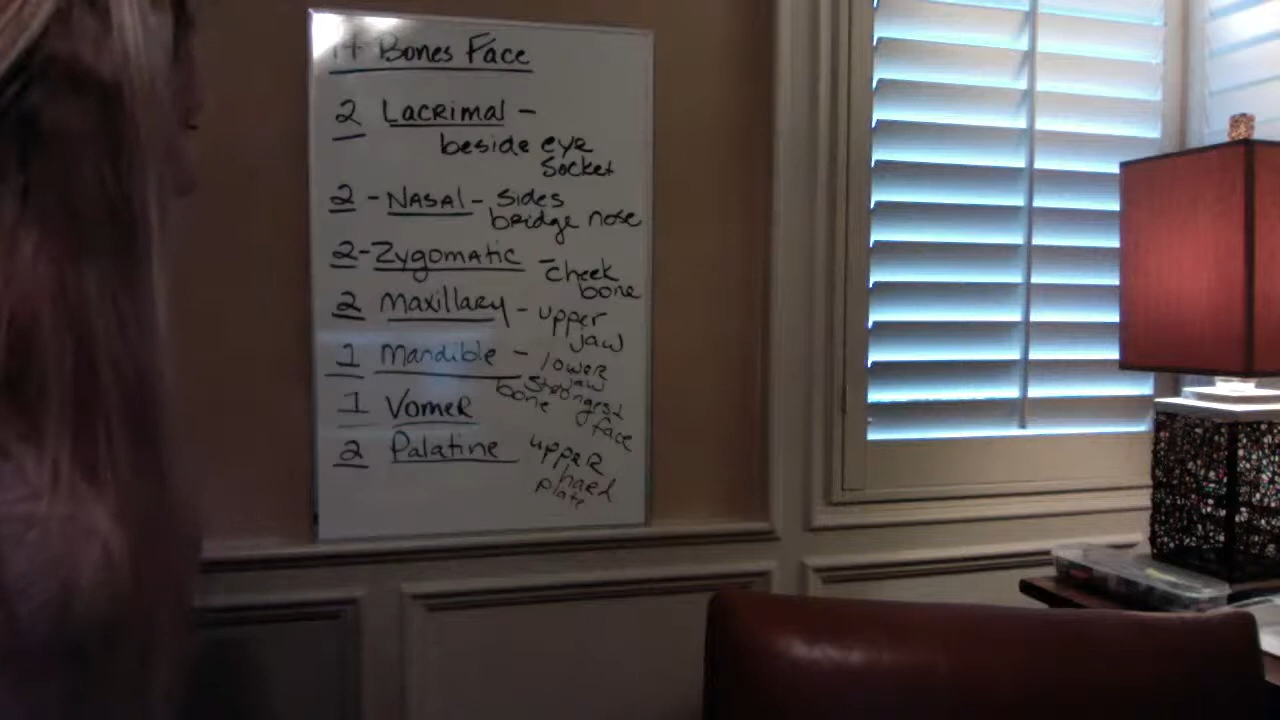 14 Bones Face
2 Lacrimal -
beside eye
socket
2 - Nasal - sides
bridge nose
2 - Zygomatic - cheek
bone
2 Maxillary - upper
jaw
1 Mandible - lower
jaw
strongest
bone
face
1 Vomer
2 Palatine upper
hard
plate